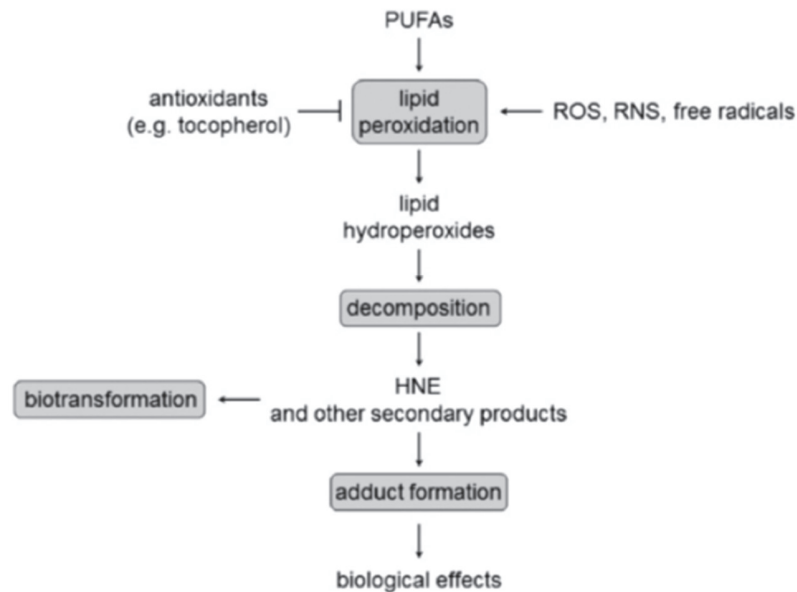 PUFAs
antioxidants
(e.g. tocopherol)
lipid
peroxidation
ROS, RNS, free radicals
lipid
hydroperoxides
decomposition
biotransformation
HNE
and other secondary products
adduct formation
biological effects